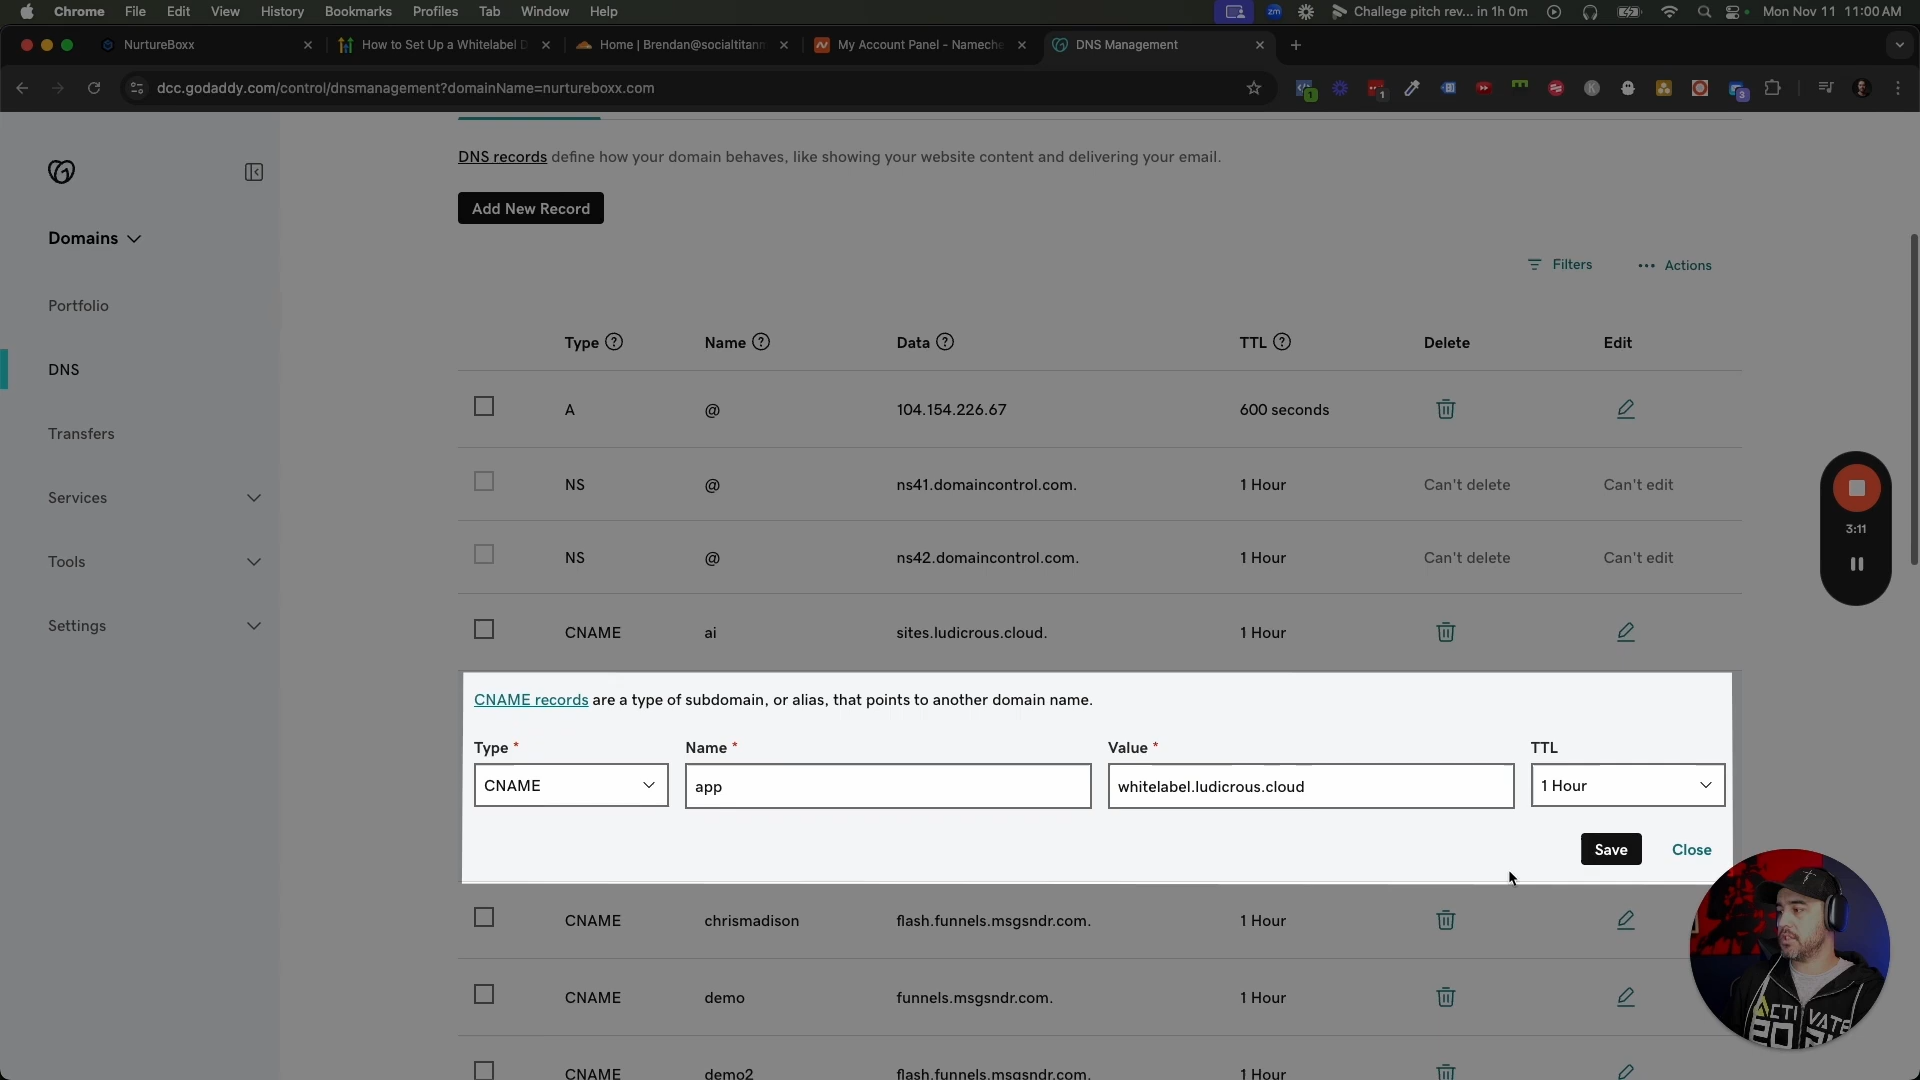 Chrome File Edit View History Bookmarks Profiles Tab Window Help zm Challege pitch rev... in 1h 0m Mon Nov 11 11:00 AM
NurtureBoxx How to Set Up a Whitelabel D Home | Brendan@socialtitanm My Account Panel - Nameche DNS Management
dcc.godaddy.com/control/dnsmanagement?domainName=nurtureboxx.com 1 1 K 3
DNS records define how your domain behaves, like showing your website content and delivering your email.
Add New Record
Domains
Filters Actions
Portfolio
Type Name Data TTL Delete Edit
DNS
A @ 104.154.226.67 600 seconds
Transfers
NS @ ns41.domaincontrol.com. 1 Hour Can't delete Can't edit
Services
3:11
NS @ ns42.domaincontrol.com. 1 Hour Can't delete Can't edit
Tools
Settings
CNAME ai sites.ludicrous.cloud. 1 Hour
CNAME records are a type of subdomain, or alias, that points to another domain name.
Type * Name * Value * TTL
CNAME app whitelabel.ludicrous.cloud 1 Hour
Save Close
CNAME chrismadison flash.funnels.msgsndr.com. 1 Hour
CNAME demo funnels.msgsndr.com. 1 Hour
ACTIVATE
CNAME demo2 flash.funnels.msgsndr.com. 1 Hour